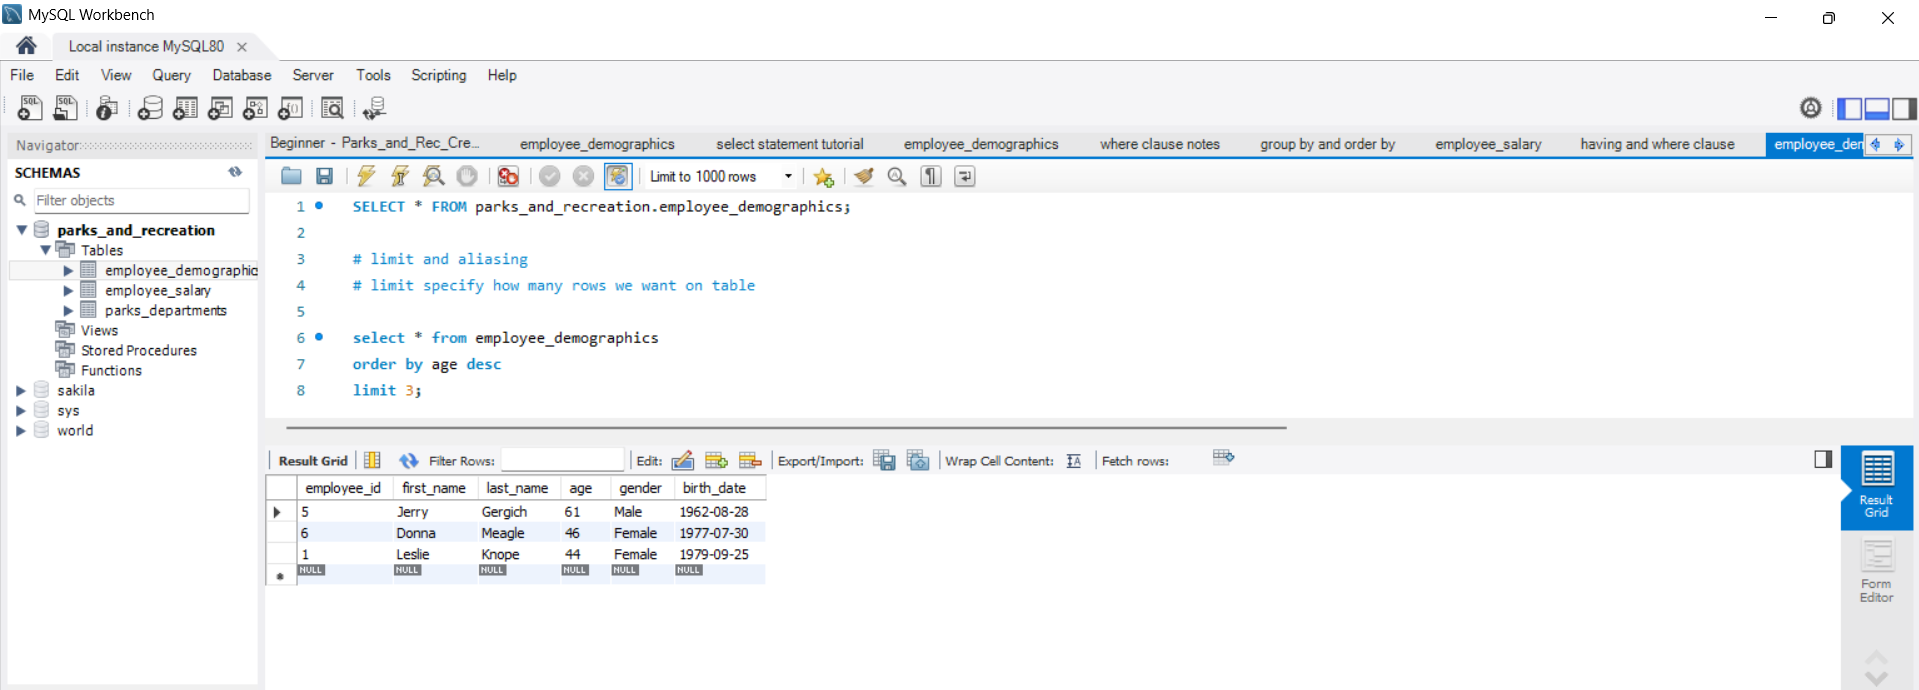 MySQL Workbench
Local instance MySQL80
File Edit View Query Database Server Tools Scripting Help
SQL SQL
Navigator
Beginner - Parks_and_Rec_Cre... employee_demographics select statement tutorial employee_demographics where clause notes group by and order by employee_salary having and where clause employee_den
SCHEMAS
Filter objects
parks_and_recreation
Tables
employee_demographic
employee_salary
parks_departments
Views
Stored Procedures
Functions
sakila
sys
world
Limit to 1000 rows
1 SELECT * FROM parks_and_recreation.employee_demographics;
2
3 # limit and aliasing
4 # limit specify how many rows we want on table
5
6 select * from employee_demographics
7 order by age desc
8 limit 3;
Result Grid Filter Rows: Edit: Export/Import: Wrap Cell Content: IA Fetch rows:
employee_id first_name last_name age gender birth_date
5 Jerry Gergich 61 Male 1962-08-28
6 Donna Meagle 46 Female 1977-07-30
1 Leslie Knope 44 Female 1979-09-25
NULL NULL NULL NULL NULL NULL
Result
Grid
Form
Editor